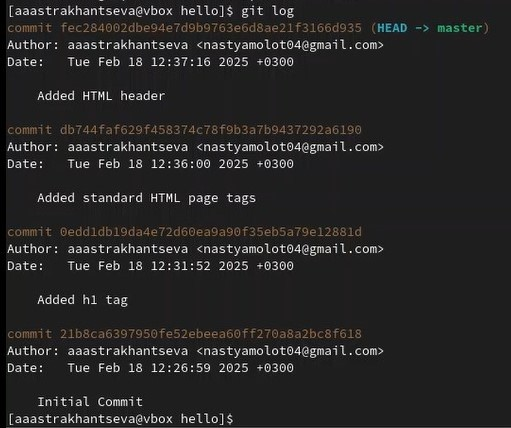 [aaastrakhantseva@vbox hello]$ git log
commit fec284002dbe94e7d9b9763e6d8ae21f3166d935 (HEAD -> master)
Author: aaastrakhantseva <nastyamolot04@gmail.com>
Date:   Tue Feb 18 12:37:16 2025 +0300
    Added HTML header
commit db744faf629f458374c78f9b3a7b9437292a6190
Author: aaastrakhantseva <nastyamolot04@gmail.com>
Date:   Tue Feb 18 12:36:00 2025 +0300
    Added standard HTML page tags
commit 0edd1db19da4e72d60ea9a90f35eb5a79e12881d
Author: aaastrakhantseva <nastyamolot04@gmail.com>
Date:   Tue Feb 18 12:31:52 2025 +0300
    Added h1 tag
commit 21b8ca6397950fe52ebeea60ff270a8a2bc8f618
Author: aaastrakhantseva <nastyamolot04@gmail.com>
Date:   Tue Feb 18 12:26:59 2025 +0300
    Initial Commit
[aaastrakhantseva@vbox hello]$